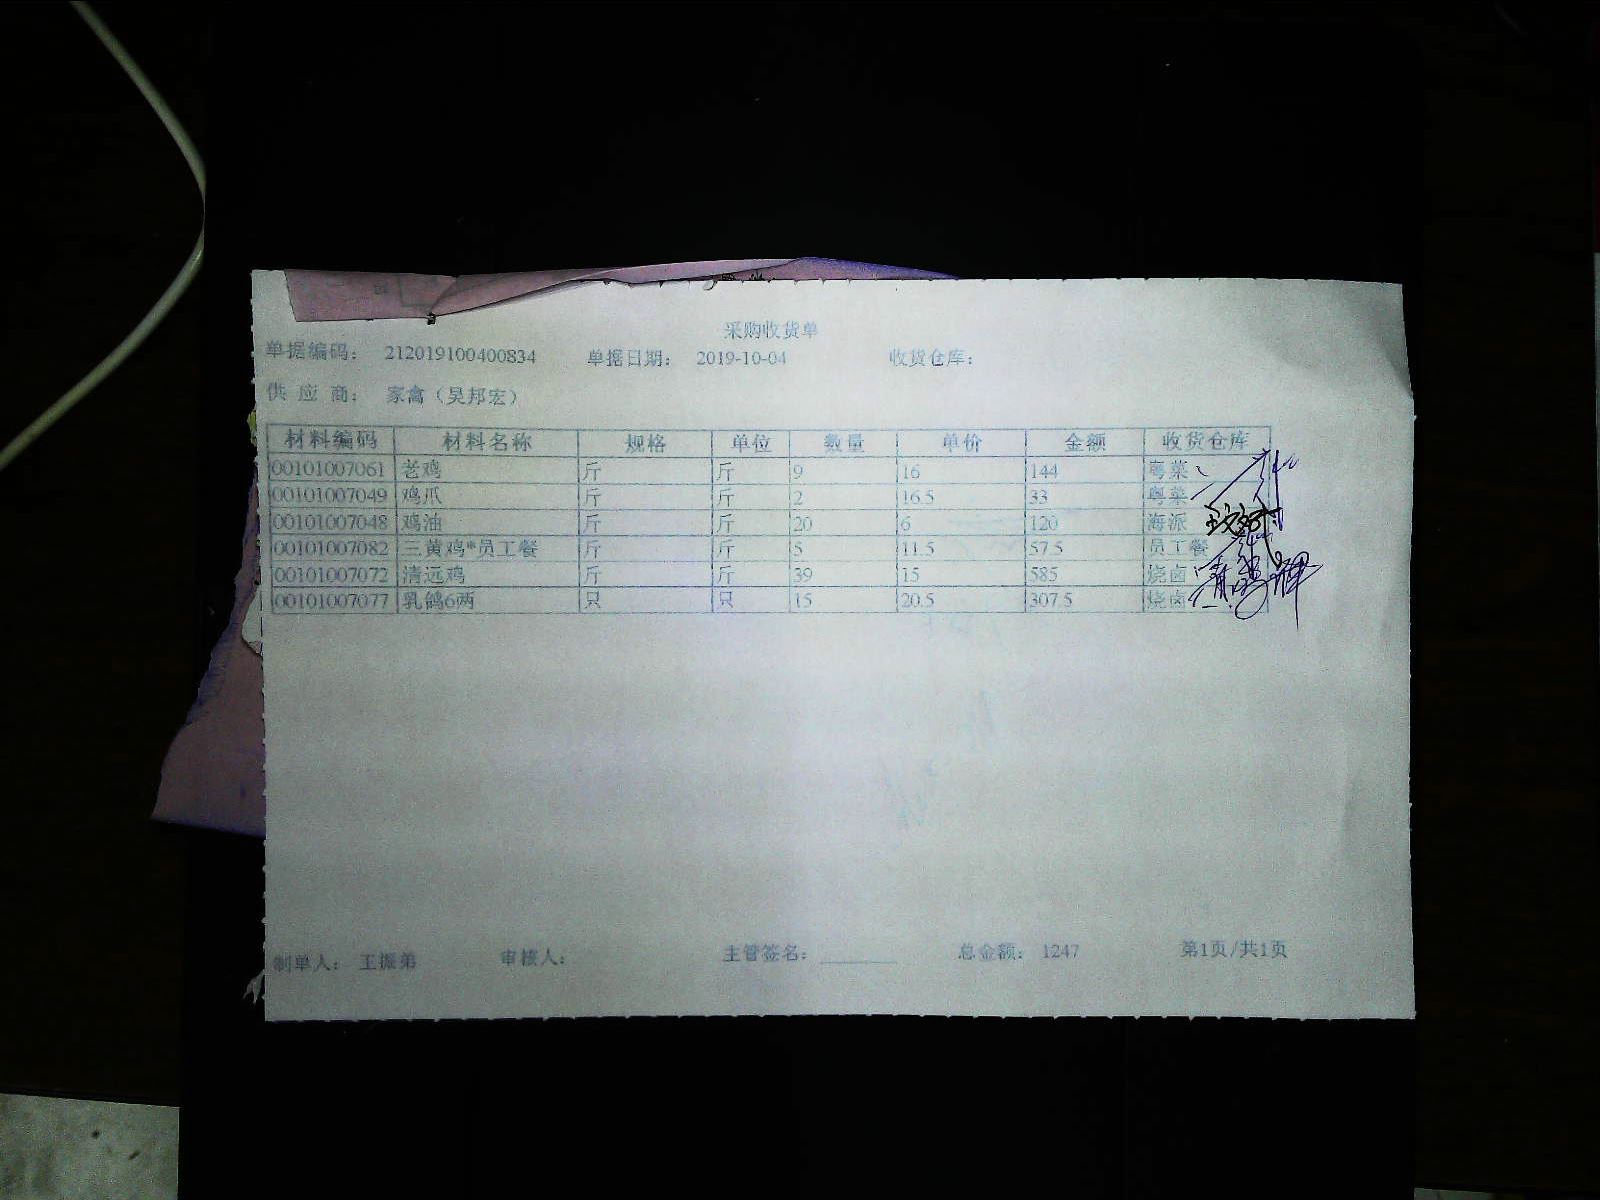 采购收货单
单据编码: 212019100400834 单据日期: 2019-10-04 收货仓库:
供 应 商: 家禽（吴邦宏）
材料编码 材料名称 规格 单位 数量 单价 金额 收货仓库
00101007061 老鸡 斤 斤 9 16 144 粤菜
00101007049 鸡爪 斤 斤 2 16.5 33 粤菜
00101007048 鸡油 斤 斤 20 6 120 海派
00101007082 三黄鸡*员工餐 斤 斤 5 11.5 57.5 员工餐
00101007072 清远鸡 斤 斤 39 15 585 烧卤
00101007077 乳鸽6两 只 只 15 20.5 307.5 烧卤
制单人: 王振弟 审核人: 主管签名: 总金额: 1247 第1页/共1页